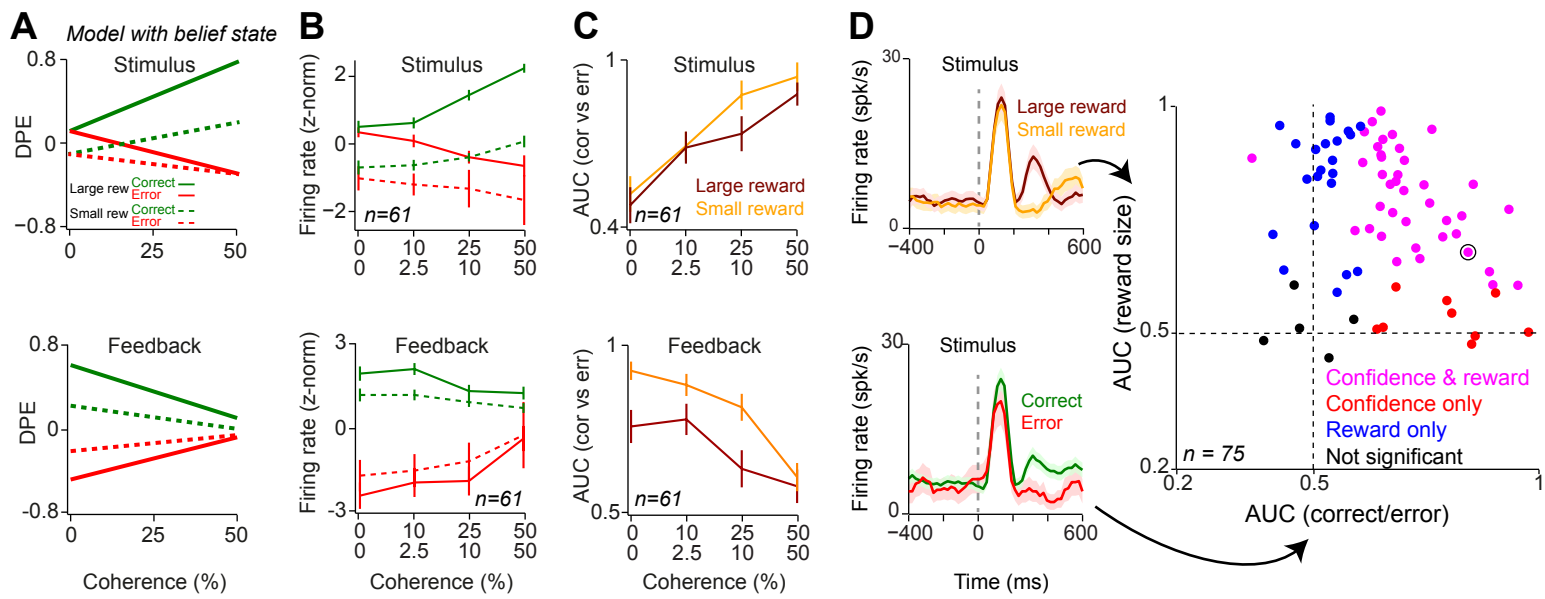 A
Model with belief state
0.8
Stimulus
DPE
0
Large rew
Correct
Error
Small rew
Correct
Error
−0.8
0
25
50
0.8
Feedback
DPE
0
-0.8
0
25
50
Coherence (%)
B
Firing rate (z-norm)
2
Stimulus
0
−2
n=61
0
10
25
50
0
2.5
10
50
Firing rate (z-norm)
3
Feedback
0
-3
n=61
0
10
25
50
0
2.5
10
50
Coherence (%)
C
AUC (cor vs err)
1
Stimulus
Large reward
Small reward
n=61
0.4
0
10
25
50
0
2.5
10
50
AUC (cor vs err)
1
Feedback
0.5
n=61
0
10
25
50
0
2.5
10
50
Coherence (%)
D
Firing rate (spk/s)
30
Stimulus
Large reward
Small reward
0
−400
0
600
Firing rate (spk/s)
30
Stimulus
Correct
Error
0
−400
0
600
Time (ms)
AUC (reward size)
1
0.5
0.2
Confidence & reward
Confidence only
Reward only
Not significant
n = 75
0.2
0.5
1
AUC (correct/error)